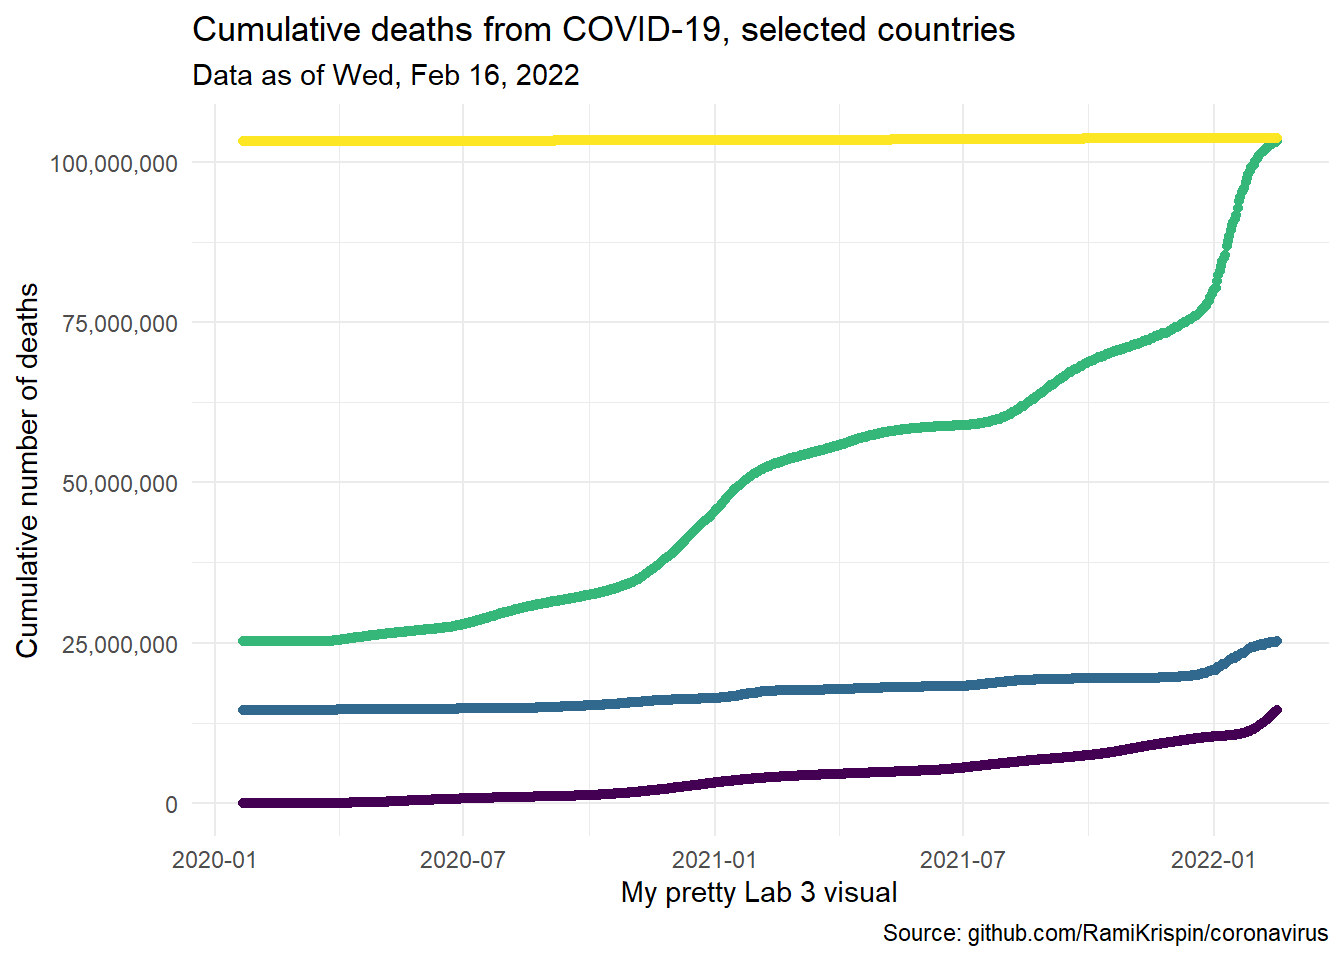 Cumulative deaths from COVID-19, selected countries
Data as of Wed, Feb 16, 2022
Cumulative number of deaths
100,000,000
75,000,000
50,000,000
25,000,000
0
2020-01 2020-07 2021-01 2021-07 2022-01
My pretty Lab 3 visual
Source: github.com/RamiKrispin/coronavirus